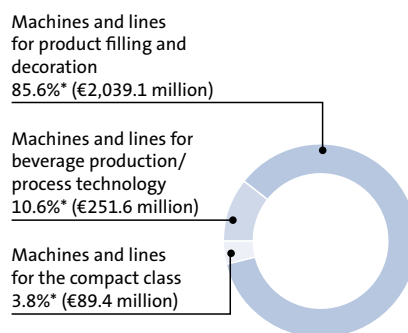 Machines and lines
for product filling and
decoration
85.6%* (€2,039.1 million)
Machines and lines for
beverage production/
process technology
10.6%* (€251.6 million)
Machines and lines
for the compact class
3.8%* (€89.4 million)